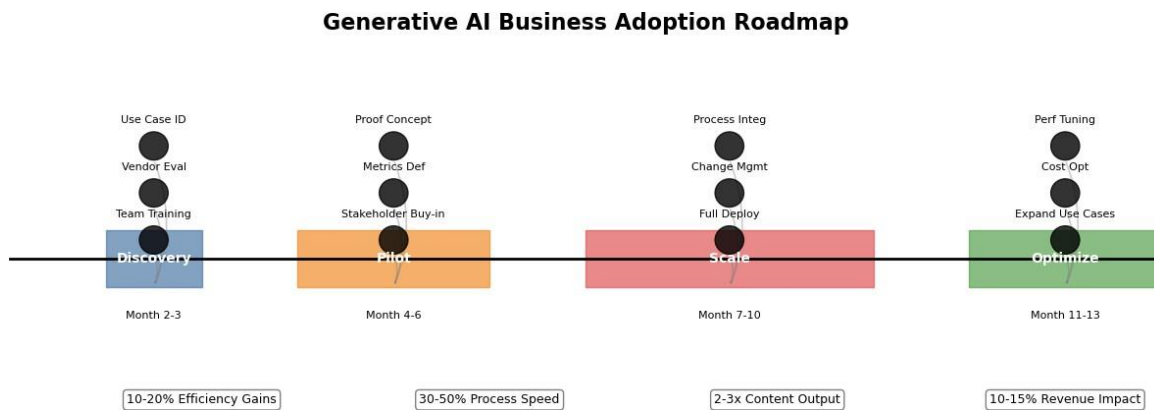 Generative AI Business Adoption Roadmap
Use Case ID
Vendor Eval
Team Training
Discovery
Month 2-3
Proof Concept
Metrics Def
Stakeholder Buy-in
Pilot
Month 4-6
Process Integ
Change Mgmt
Full Deploy
Scale
Month 7-10
Perf Tuning
Cost Opt
Expand Use Cases
Optimize
Month 11-13
10-20% Efficiency Gains
30-50% Process Speed
2-3x Content Output
10-15% Revenue Impact